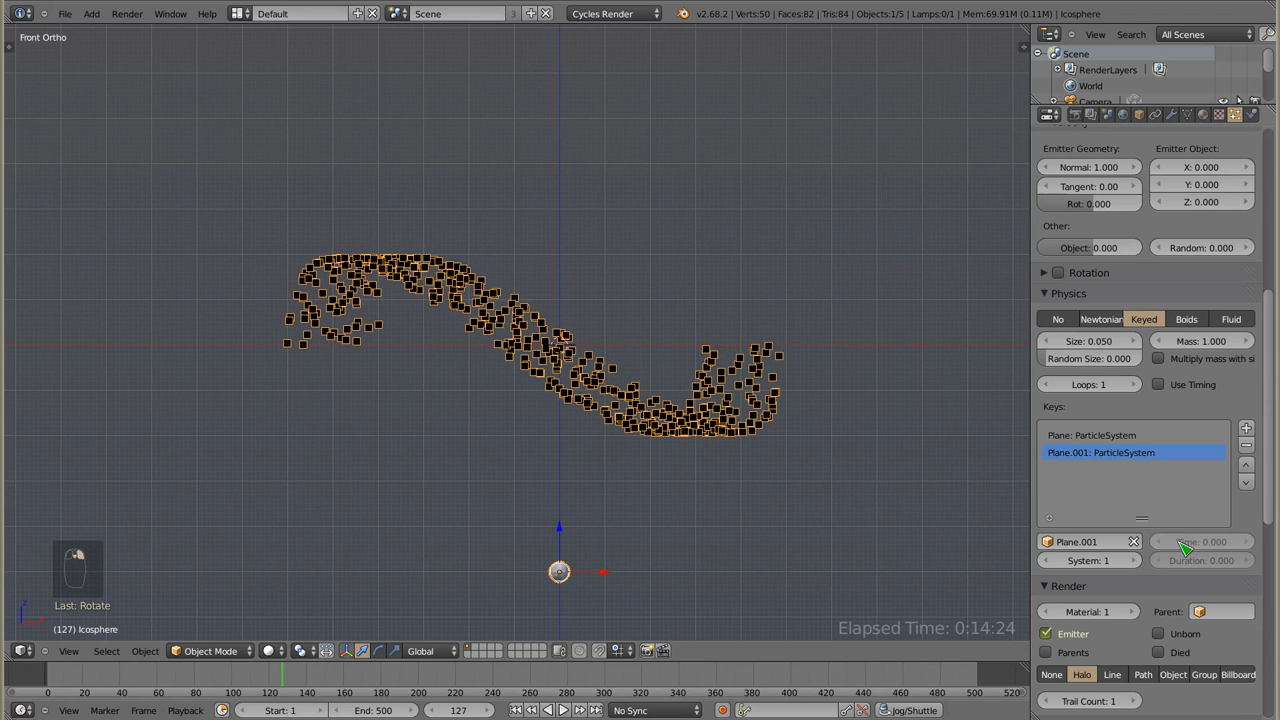 File Add Render Window Help Default Scene 3 Cycles Render v2.68.2 | Verts:50 | Faces:82 | Tris:84 | Objects:1/5 | Lamps:0/1 | Mem:69.91M (0.11M) | Icosphere
Front Ortho
View Search All Scenes
Scene
RenderLayers
World
Camera
Emitter Geometry: Emitter Object:
Normal: 1.000 X: 0.000
Tangent: 0.00 Y: 0.000
Rot: 0.000 Z: 0.000
Other:
Object: 0.000 Random: 0.000
Rotation
Physics
No Newtonian Keyed Boids Fluid
Size: 0.050 Mass: 1.000
Random Size: 0.000 Multiply mass with si
Loops: 1 Use Timing
Keys:
Plane: ParticleSystem
Plane.001: ParticleSystem
Plane.001 Time: 0.000
System: 1 Duration: 0.000
Render
Material: 1 Parent:
Emitter Unborn
Parents Died
None Halo Line Path Object Group Billboard
Trail Count: 1
Last: Rotate
z
(127) Icosphere
Elapsed Time: 0:14:24
View Select Object Object Mode Global
0 20 40 60 80 100 120 140 160 180 200 220 240 260 280 300 320 340 360 380 400 420 440 460 480 500 520
View Marker Frame Playback Start: 1 End: 500 127 No Sync Jog/Shuttle